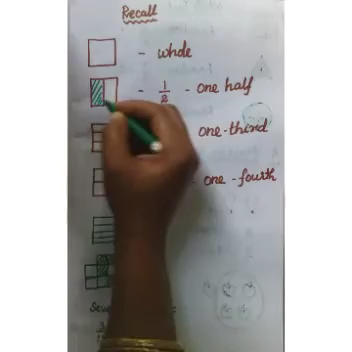 Recall
- whole
- 1/2 - one half
one-third
- one-fourth